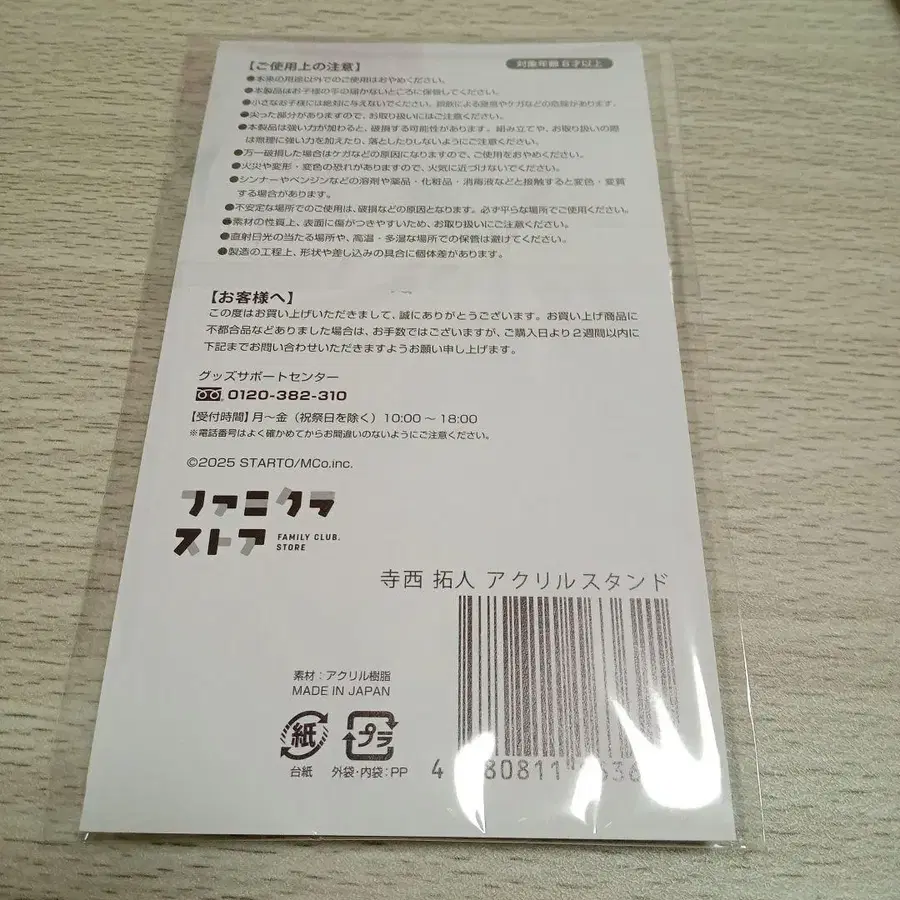 【ご使用上の注意】
対象年齢6才以上
●本来の用途以外でのご使用はおやめください。
●本製品はお子様の手の届かないところに保管してください。
●小さなお子様には絶対に与えないでください。誤飲による窒息やケガなどの危険があります。
●尖った部分がありますので、お取り扱いにはご注意ください。
●本製品は強い力が加わると、破損する可能性があります。組み立てや、お取り扱いの際
は無理に強い力を加えたり、落としたりしないようにご注意ください。
●万一破損した場合はケガなどの原因になりますので、ご使用をおやめください。
●火災や変形・変色の恐れがありますので、火気に近づけないでください。
●シンナーやベンジンなどの溶剤や薬品・化粧品・消毒液などと接触すると変色・変質
する場合があります。
●不安定な場所でのご使用は、破損などの原因となります。必ず平らな場所でご使用ください。
●素材の性質上、表面に傷がつきやすいため、お取り扱いにご注意ください。
●直射日光の当たる場所や、高温・多湿な場所での保管は避けてください。
●製造の工程上、形状や差し込みの具合に個体差があります。
【お客様へ】
この度はお買い上げいただきまして、誠にありがとうございます。お買い上げ商品に
不都合品などありました場合は、お手数ではございますが、ご購入日より2週間以内に
下記までお問い合わせいただきますようお願い申し上げます。
グッズサポートセンター
0120-382-310
【受付時間】月〜金（祝祭日を除く）10:00〜18:00
※電話番号はよく確かめてからお間違いのないようにご注意ください。
©2025 STARTO/MCo.inc.
ファミクラ
ストア
FAMILY CLUB.
STORE
寺西 拓人 アクリルスタンド
素材：アクリル樹脂
MADE IN JAPAN
紙
プラ
台紙
外袋・内袋：PP
4 80811